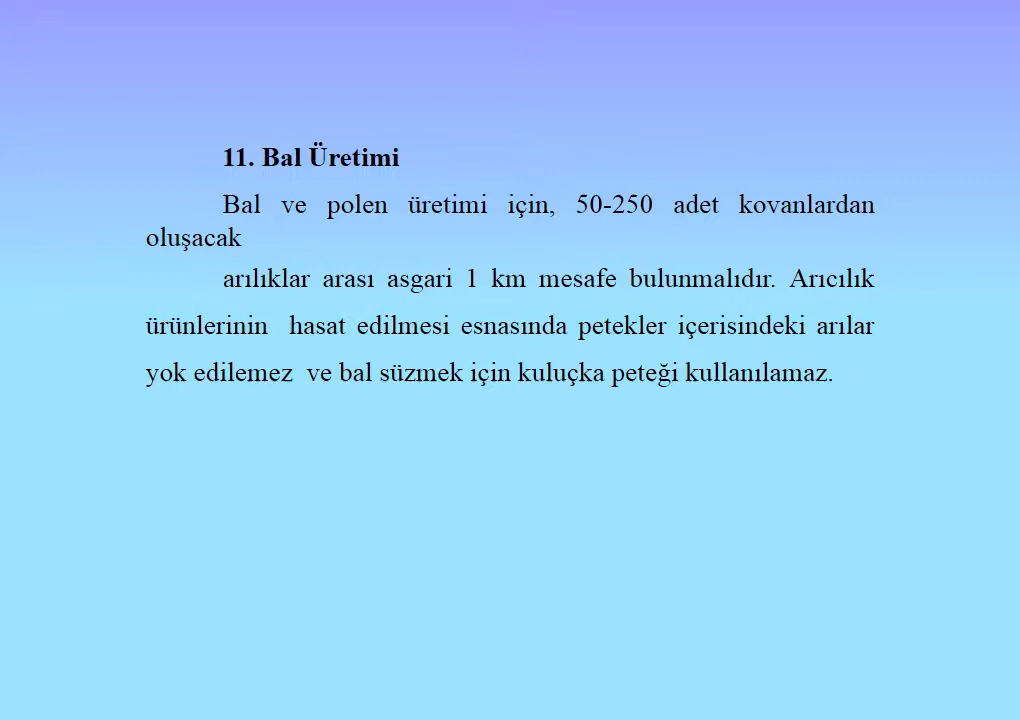 11. Bal Üretimi
Bal ve polen üretimi için, 50-250 adet kovanlardan
oluşacak
arılıklar arası asgari 1 km mesafe bulunmalıdır. Arıcılık
ürünlerinin hasat edilmesi esnasında petekler içerisindeki arılar
yok edilemez ve bal süzmek için kuluçka peteği kullanılamaz.